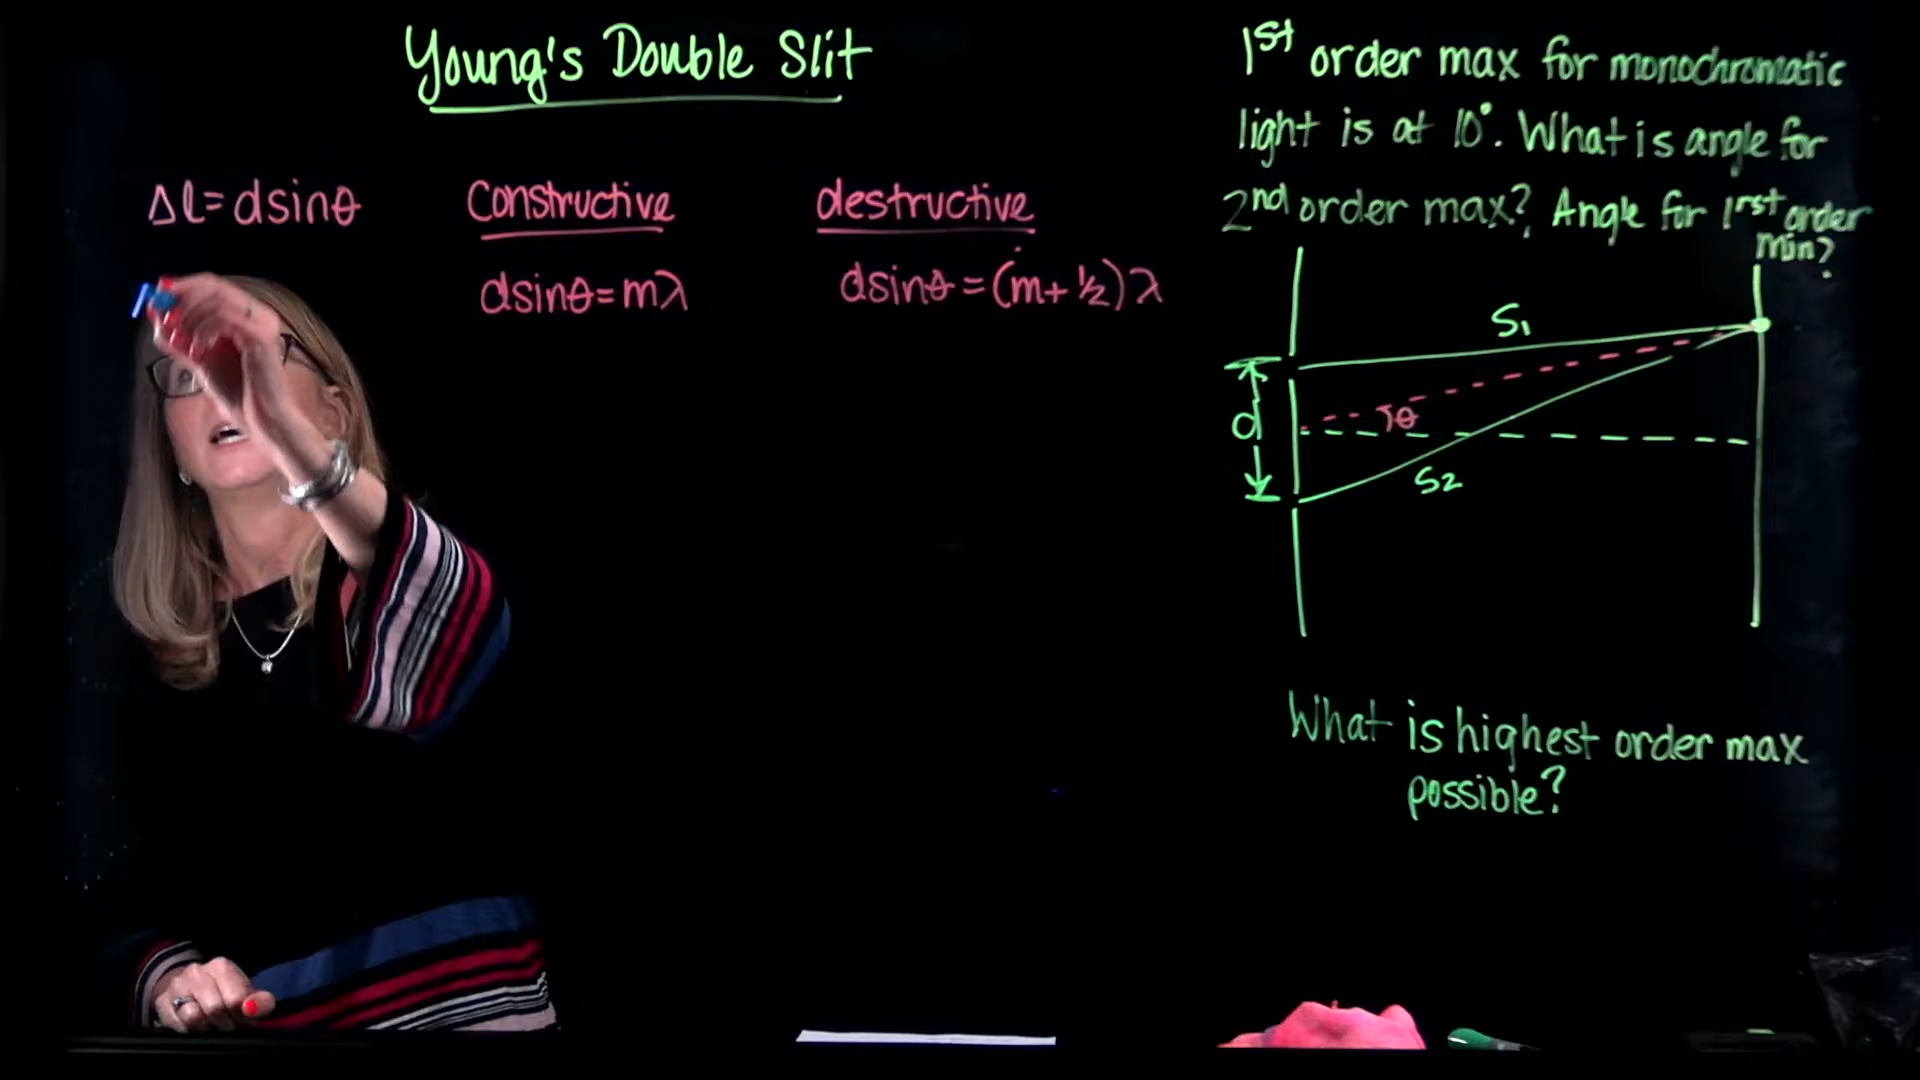 Young's Double Slit
Δl = dsinθ
Constructive
dsinθ = mλ
destructive
dsinθ = (m + 1/2) λ
1st order max for monochromatic
light is at 10°. What is angle for
2nd order max? Angle for 1rst order
min?
S1
d
θ
S2
What is highest order max
possible?